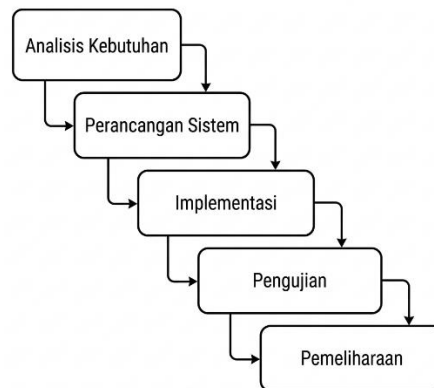 Analisis Kebutuhan
Perancangan Sistem
Implementasi
Pengujian
Pemeliharaan